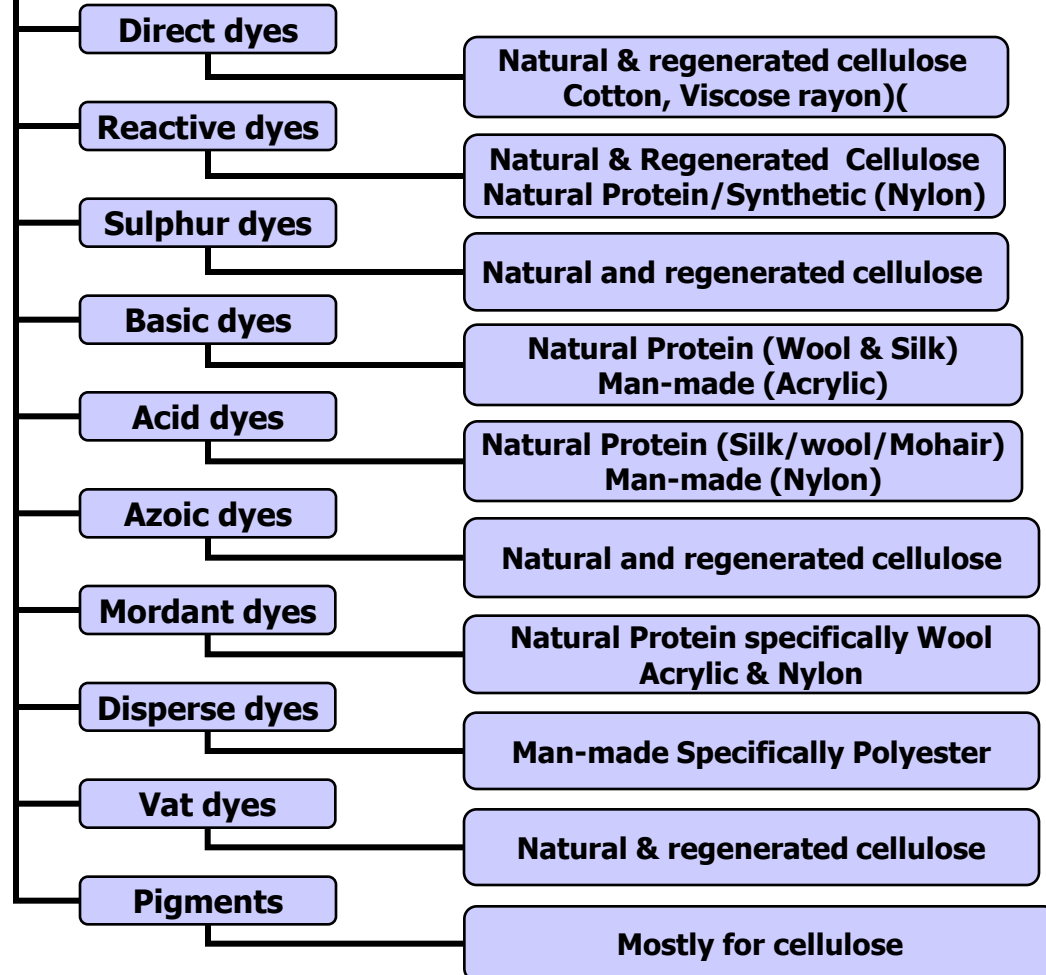 Direct dyes
Natural & regenerated cellulose
Cotton, Viscose rayon)(
Reactive dyes
Natural & Regenerated Cellulose
Natural Protein/Synthetic (Nylon)
Sulphur dyes
Natural and regenerated cellulose
Basic dyes
Natural Protein (Wool & Silk)
Man-made (Acrylic)
Acid dyes
Natural Protein (Silk/wool/Mohair)
Man-made (Nylon)
Azoic dyes
Natural and regenerated cellulose
Mordant dyes
Natural Protein specifically Wool
Acrylic & Nylon
Disperse dyes
Man-made Specifically Polyester
Vat dyes
Natural & regenerated cellulose
Pigments
Mostly for cellulose